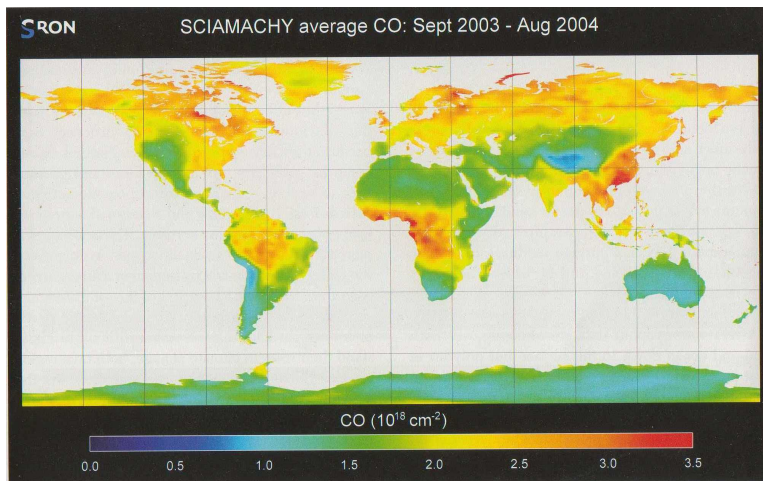 SRON
SCIAMACHY average CO: Sept 2003 - Aug 2004
CO (10¹⁸ cm⁻²)
0.0 0.5 1.0 1.5 2.0 2.5 3.0 3.5